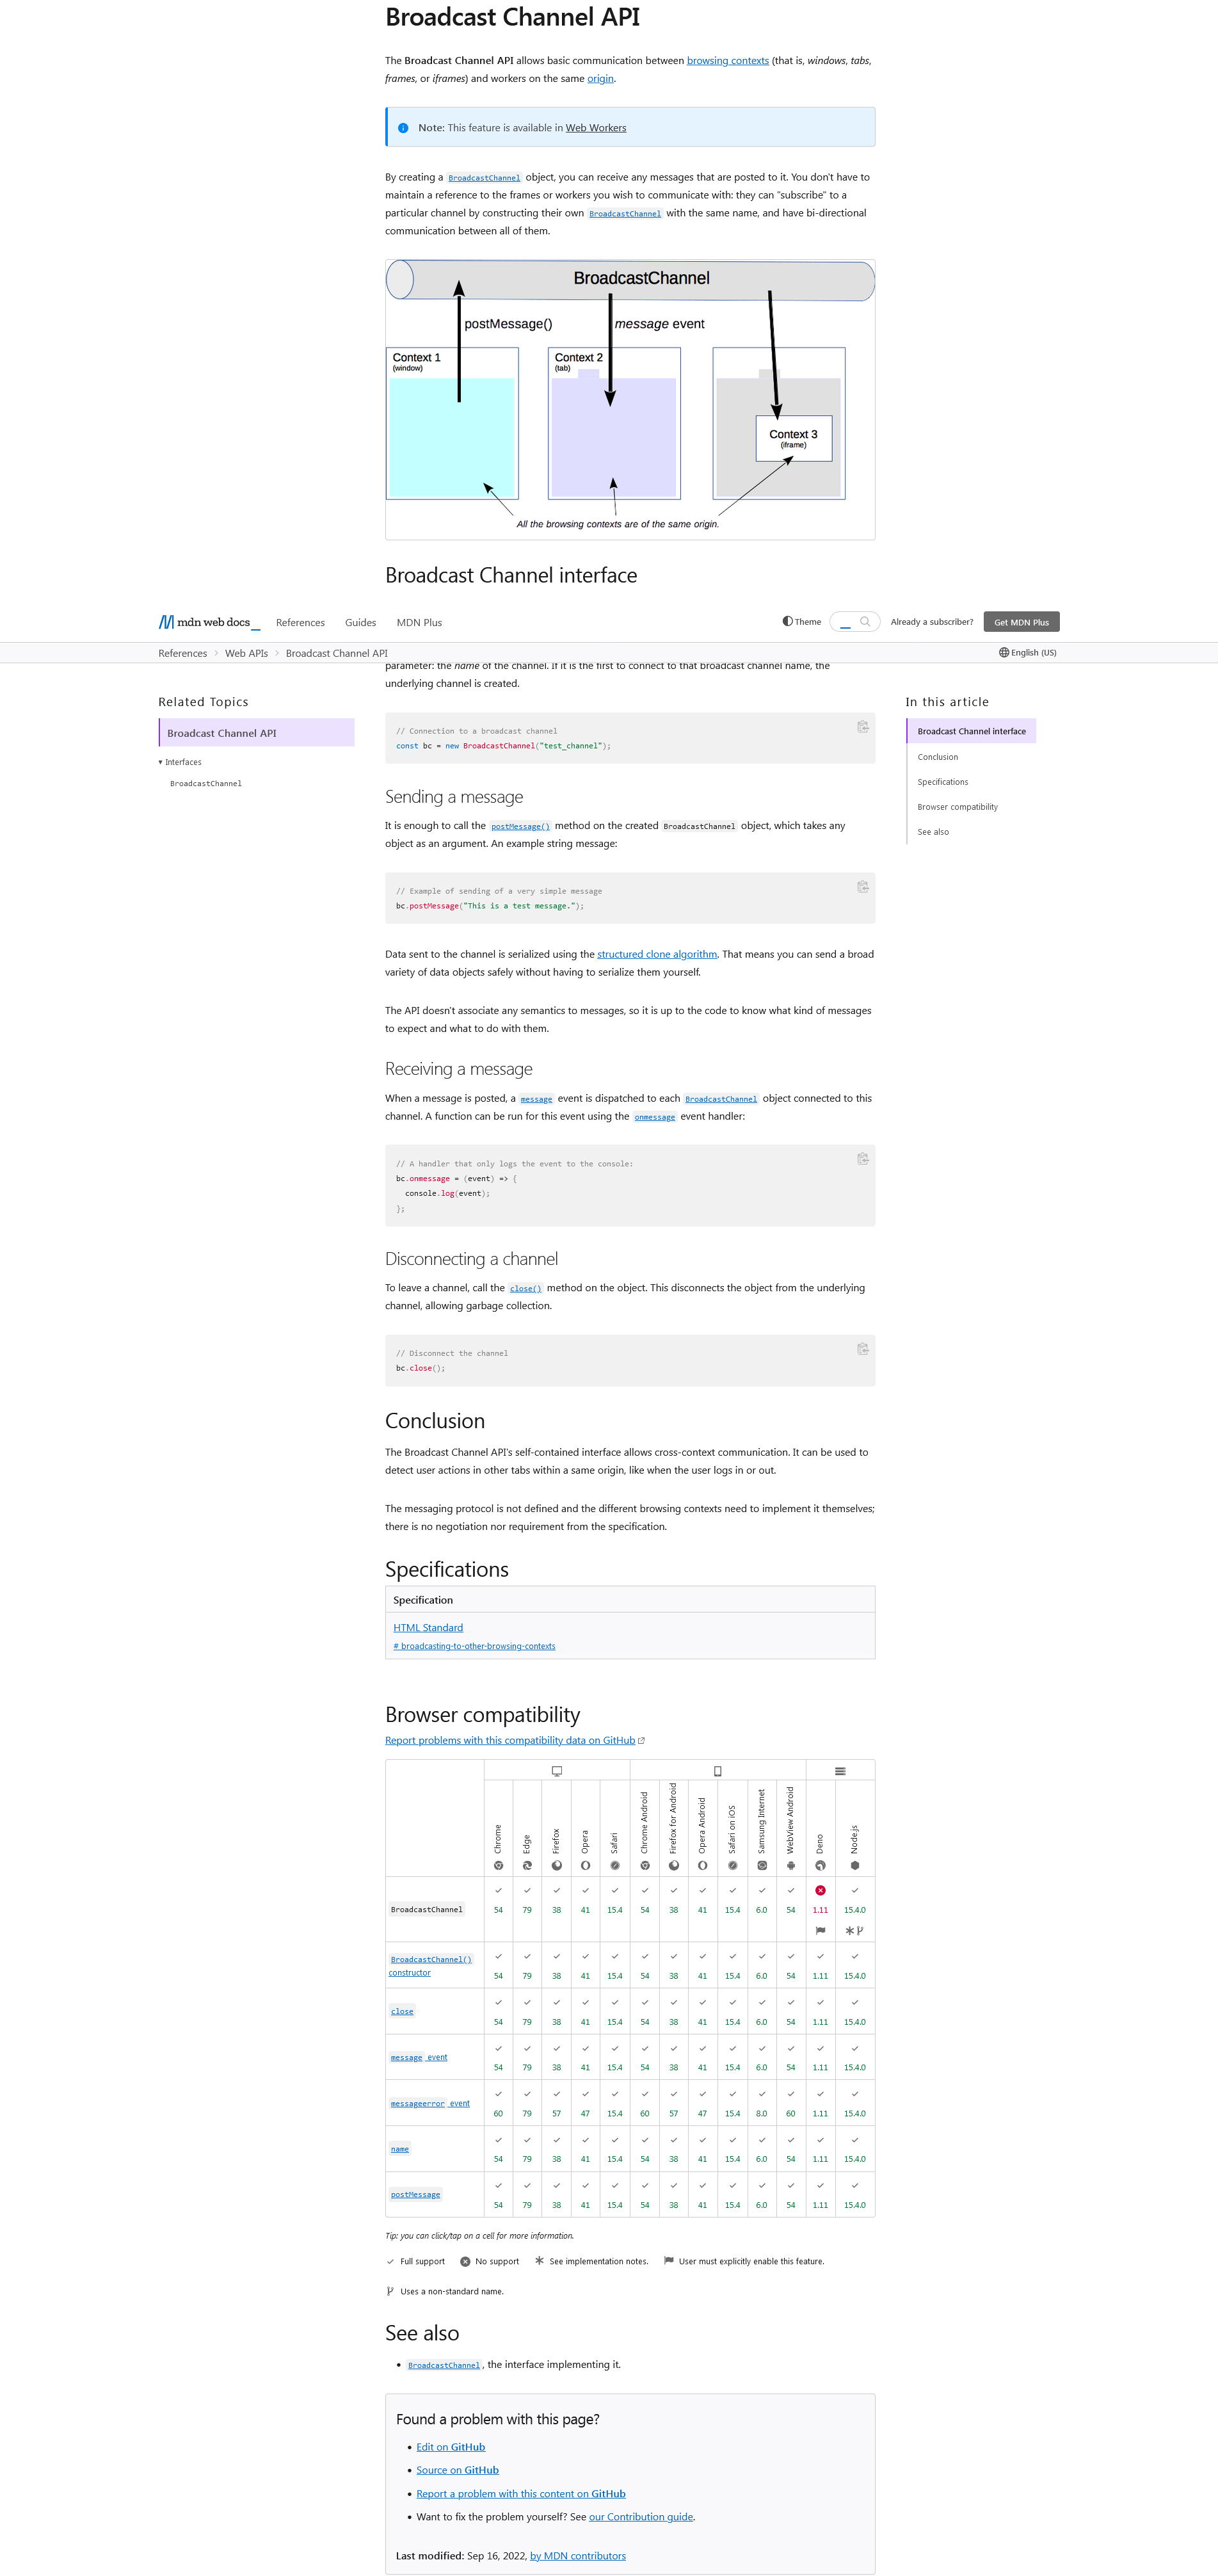 Broadcast Channel API
The Broadcast Channel API allows basic communication between browsing contexts (that is, windows, tabs,
frames, or iframes) and workers on the same origin.
Note: This feature is available in Web Workers
By creating a BroadcastChannel object, you can receive any messages that are posted to it. You don't have to
maintain a reference to the frames or workers you wish to communicate with: they can "subscribe" to a
particular channel by constructing their own BroadcastChannel with the same name, and have bi-directional
communication between all of them.
BroadcastChannel
postMessage()
message event
Context 1
(window)
Context 2
(tab)
Context 3
(iframe)
All the browsing contexts are of the same origin.
Broadcast Channel interface
mdn web docs_ References Guides MDN Plus Theme Already a subscriber? Get MDN Plus
References Web APIs Broadcast Channel API English (US)
parameter: the name of the channel. If it is the first to connect to that broadcast channel name, the
underlying channel is created.
Related Topics
Broadcast Channel API
Interfaces
BroadcastChannel
In this article
Broadcast Channel interface
Conclusion
Specifications
Browser compatibility
See also
// Connection to a broadcast channel
const bc = new BroadcastChannel("test_channel");
Sending a message
It is enough to call the postMessage() method on the created BroadcastChannel object, which takes any
object as an argument. An example string message:
// Example of sending of a very simple message
bc.postMessage("This is a test message.");
Data sent to the channel is serialized using the structured clone algorithm. That means you can send a broad
variety of data objects safely without having to serialize them yourself.
The API doesn't associate any semantics to messages, so it is up to the code to know what kind of messages
to expect and what to do with them.
Receiving a message
When a message is posted, a message event is dispatched to each BroadcastChannel object connected to this
channel. A function can be run for this event using the onmessage event handler:
// A handler that only logs the event to the console:
bc.onmessage = (event) => {
console.log(event);
};
Disconnecting a channel
To leave a channel, call the close() method on the object. This disconnects the object from the underlying
channel, allowing garbage collection.
// Disconnect the channel
bc.close();
Conclusion
The Broadcast Channel API's self-contained interface allows cross-context communication. It can be used to
detect user actions in other tabs within a same origin, like when the user logs in or out.
The messaging protocol is not defined and the different browsing contexts need to implement it themselves;
there is no negotiation nor requirement from the specification.
Specifications
Specification
HTML Standard
# broadcasting-to-other-browsing-contexts
Browser compatibility
Report problems with this compatibility data on GitHub
Chrome Edge Firefox Opera Safari Chrome Android Firefox for Android Opera Android Safari on iOS Samsung Internet WebView Android Deno Node.js
BroadcastChannel 54 79 38 41 15.4 54 38 41 15.4 6.0 54 1.11 15.4.0
BroadcastChannel() constructor 54 79 38 41 15.4 54 38 41 15.4 6.0 54 1.11 15.4.0
close 54 79 38 41 15.4 54 38 41 15.4 6.0 54 1.11 15.4.0
message event 54 79 38 41 15.4 54 38 41 15.4 6.0 54 1.11 15.4.0
messageerror event 60 79 57 47 15.4 60 57 47 15.4 8.0 60 1.11 15.4.0
name 54 79 38 41 15.4 54 38 41 15.4 6.0 54 1.11 15.4.0
postMessage 54 79 38 41 15.4 54 38 41 15.4 6.0 54 1.11 15.4.0
Tip: you can click/tap on a cell for more information.
Full support No support See implementation notes. User must explicitly enable this feature.
Uses a non-standard name.
See also
• BroadcastChannel, the interface implementing it.
Found a problem with this page?
• Edit on GitHub
• Source on GitHub
• Report a problem with this content on GitHub
• Want to fix the problem yourself? See our Contribution guide.
Last modified: Sep 16, 2022, by MDN contributors